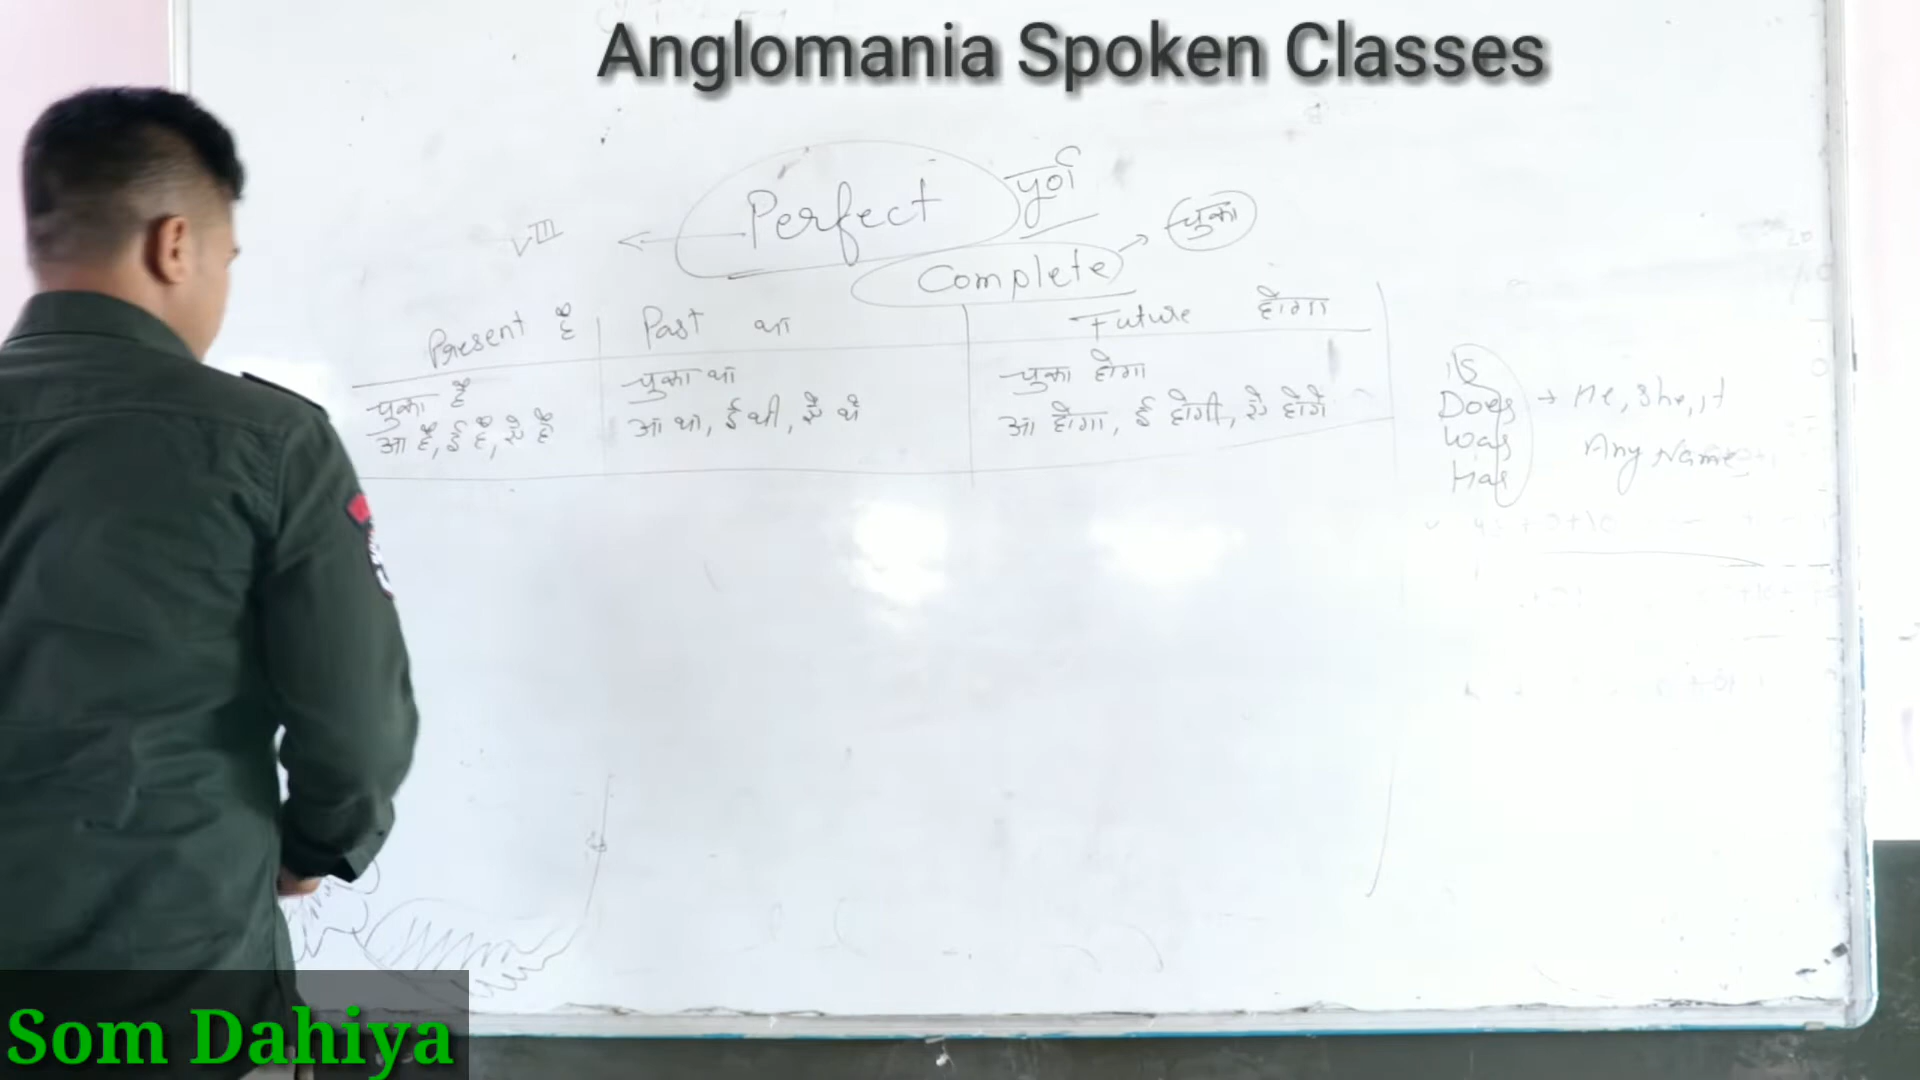 Anglomania Spoken Classes
Perfect पूर्ण
VIII
Complete चुका
Present है
Past था
Future होगा
चुका है
आ है, ई है, ऐ हैं
चुका था
आ था, ई थी, ऐ थे
चुका होगा
आ होगा, ई होगी, ऐ होंगे
is
Does → He, She, it
Was Any Name
Has
Som Dahiya